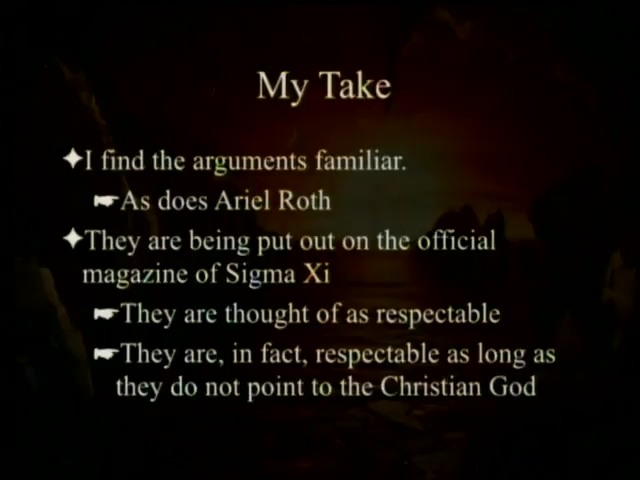 My Take
I find the arguments familiar.
As does Ariel Roth
They are being put out on the official
magazine of Sigma Xi
They are thought of as respectable
They are, in fact, respectable as long as
they do not point to the Christian God